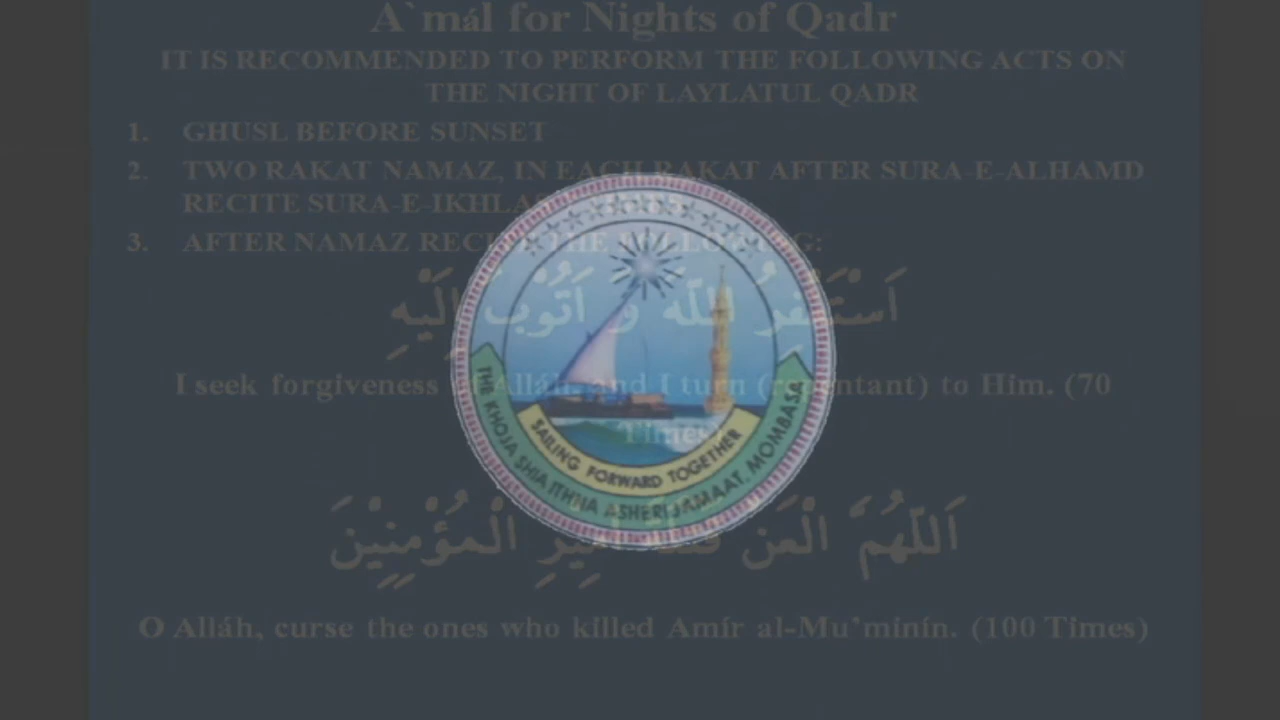 A`mál for Nights of Qadr
IT IS RECOMMENDED TO PERFORM THE FOLLOWING ACTS ON
THE NIGHT OF LAYLATUL QADR
1. GHUSL BEFORE SUNSET
2. TWO RAKAT NAMAZ, IN EACH RAKAT AFTER SURA-E-ALHAMD
RECITE SURA-E-IKHLAS
3. AFTER NAMAZ RECITE THE FOLLOWING:
اَسْتَغْفِرُ اللّٰهَ وَ اَتُوْبُ اِلَيْهِ
I seek forgiveness Alláh, and I turn (repentant) to Him. (70
Times)
اَللّٰهُمَّ الْعَنْ الْمُؤْمِنِيْنَ
O Alláh, curse the ones who killed Amír al-Mu’minín. (100 Times)
SAILING FORWARD TOGETHER
THE KHOJA SHIA ITHNA ASHERI JAMAAT, MOMBASA